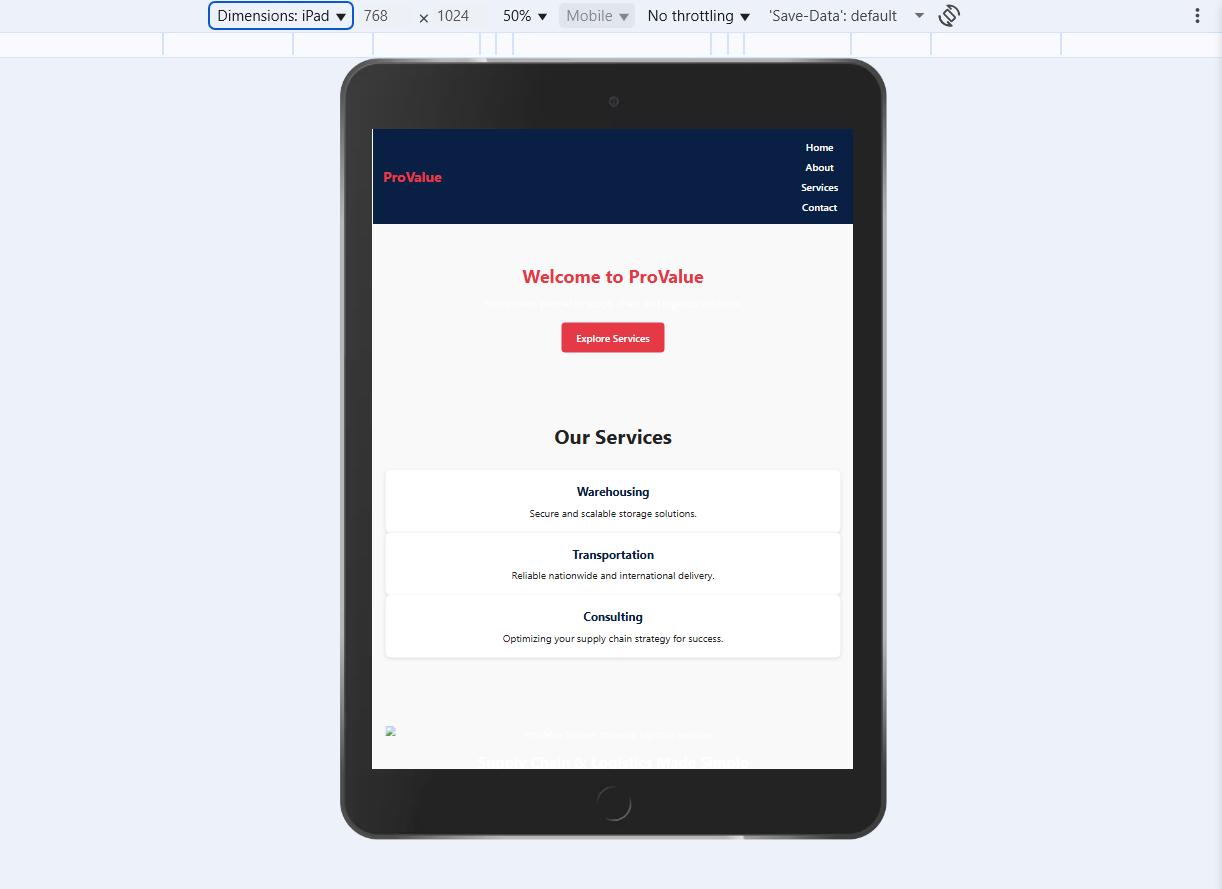 Dimensions: iPad 768 × 1024 50% Mobile No throttling 'Save-Data': default
Home
About
ProValue
Services
Contact
Welcome to ProValue
Explore Services
Our Services
Warehousing
Secure and scalable storage solutions.
Transportation
Reliable nationwide and international delivery.
Consulting
Optimizing your supply chain strategy for success.
Supply Chain & Logistics Made Simple